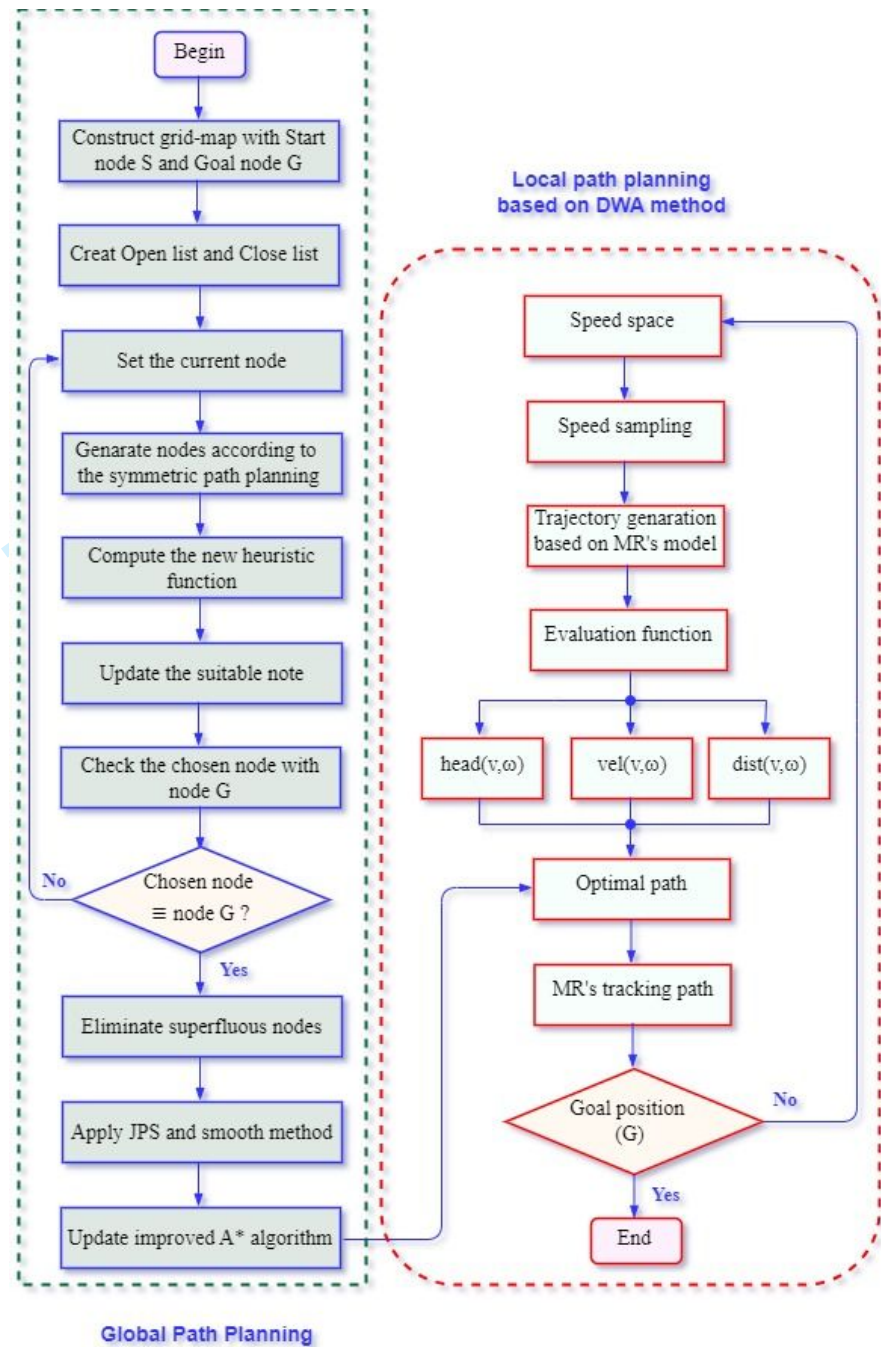 Begin
Construct grid-map with Start
node S and Goal node G
Creat Open list and Close list
Set the current node
Genarate nodes according to
the symmetric path planning
Compute the new heuristic
function
Update the suitable note
Check the chosen node with
node G
Chosen node
≡ node G ?
No
Yes
Eliminate superfluous nodes
Apply JPS and smooth method
Update improved A* algorithm
Global Path Planning
Local path planning
based on DWA method
Speed space
Speed sampling
Trajectory genaration
based on MR's model
Evaluation function
head(v,ω)
vel(v,ω)
dist(v,ω)
Optimal path
MR's tracking path
Goal position
(G)
No
Yes
End